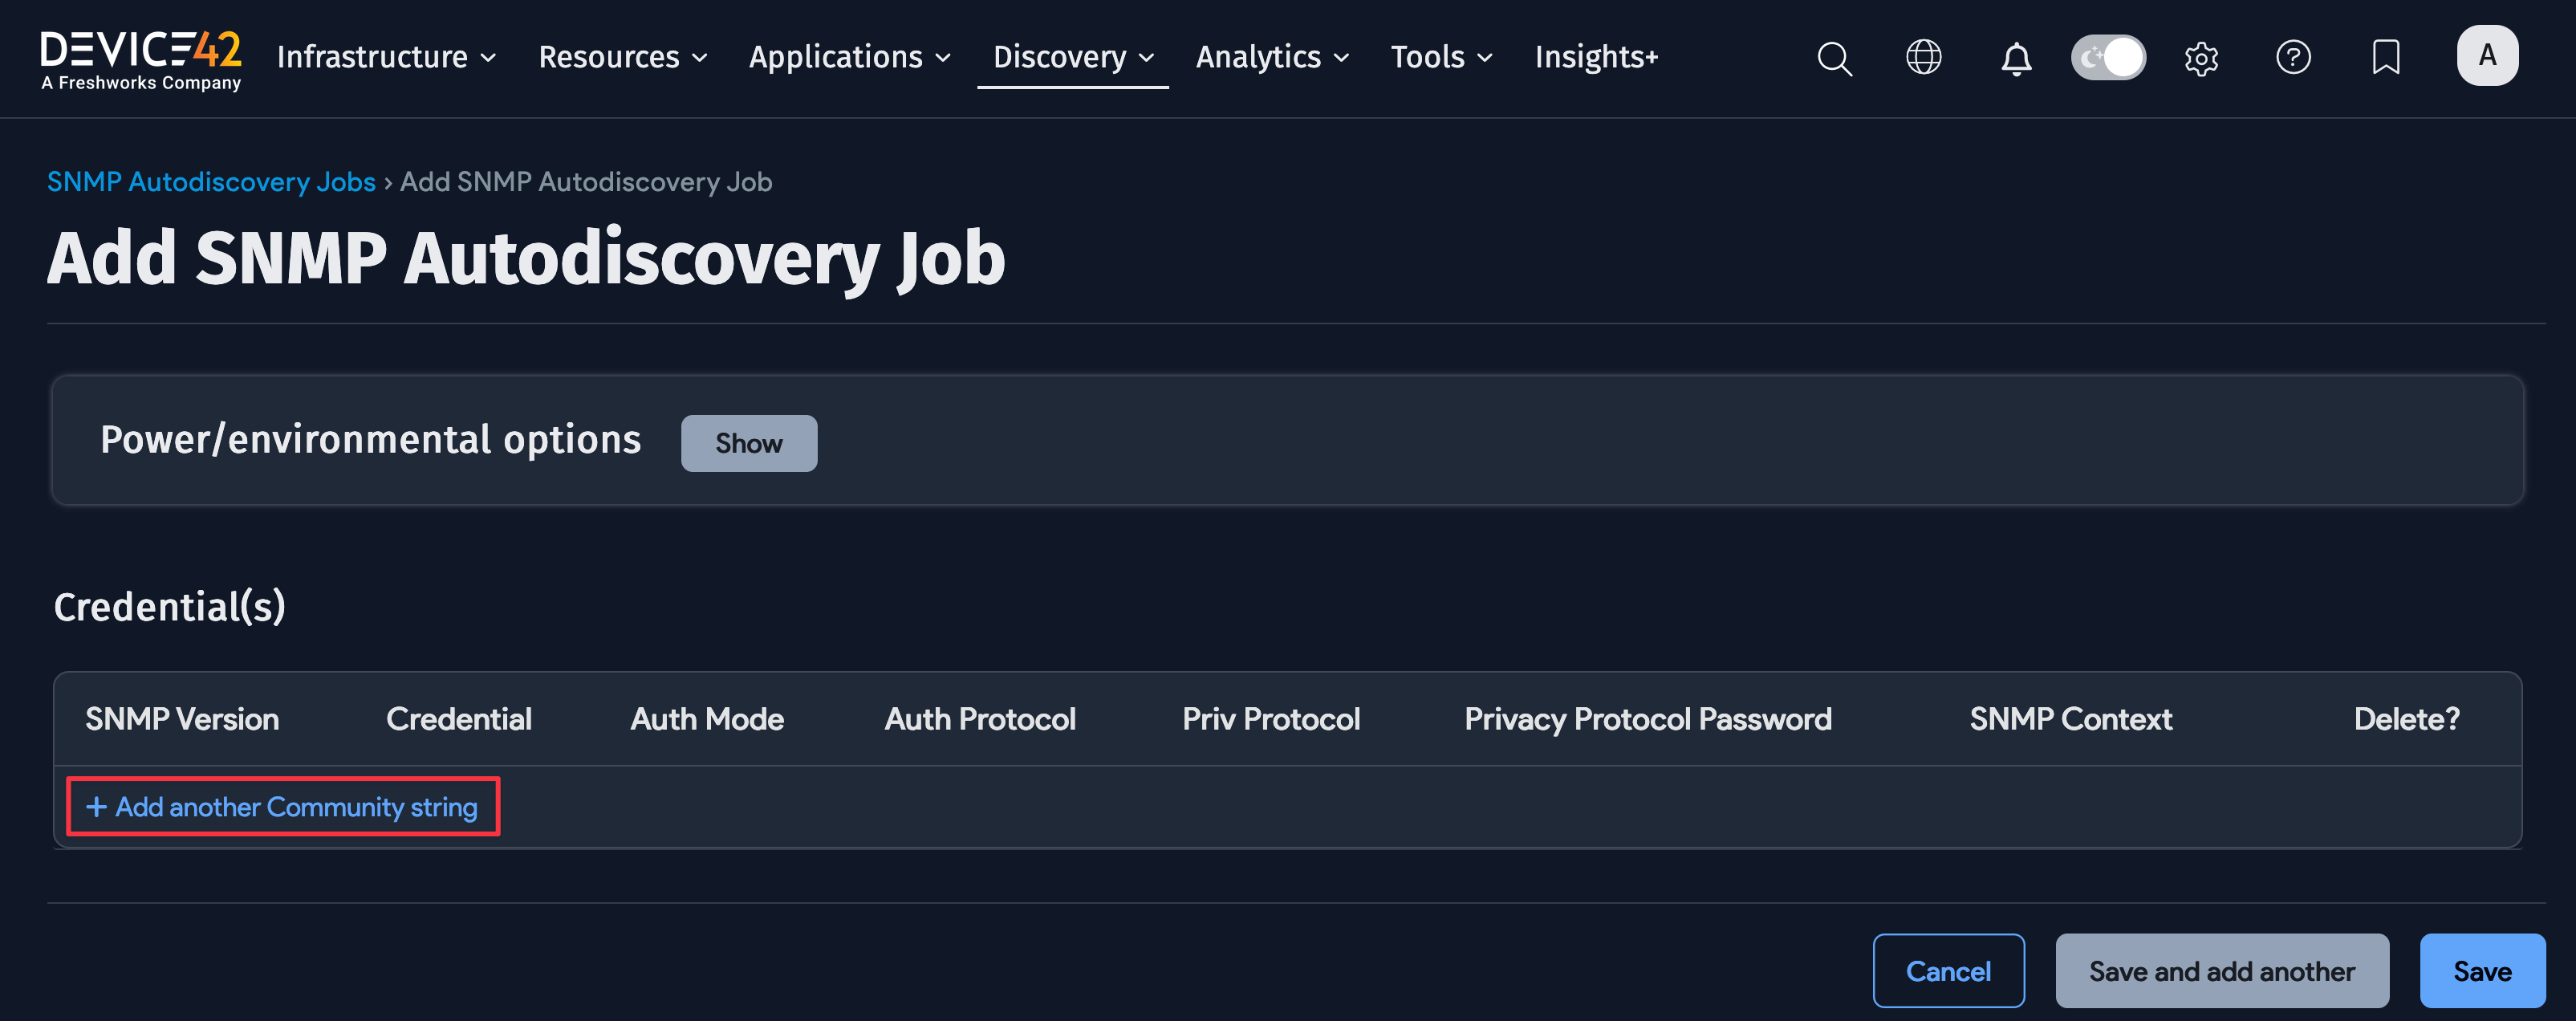 DEVICE42
A Freshworks Company
Infrastructure Resources Applications Discovery Analytics Tools Insights+
A
SNMP Autodiscovery Jobs › Add SNMP Autodiscovery Job
Add SNMP Autodiscovery Job
Power/environmental options Show
Credential(s)
SNMP Version Credential Auth Mode Auth Protocol Priv Protocol Privacy Protocol Password SNMP Context Delete?
+ Add another Community string
Cancel Save and add another Save